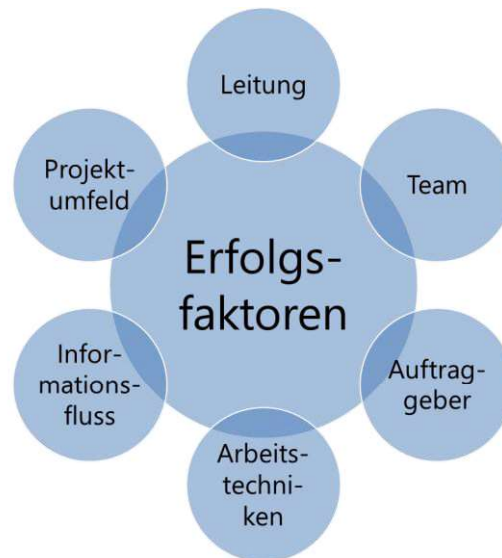 Leitung
Projekt-
umfeld
Team
Erfolgs-
faktoren
Infor-
mations-
fluss
Auftrag-
geber
Arbeits-
techni-
ken